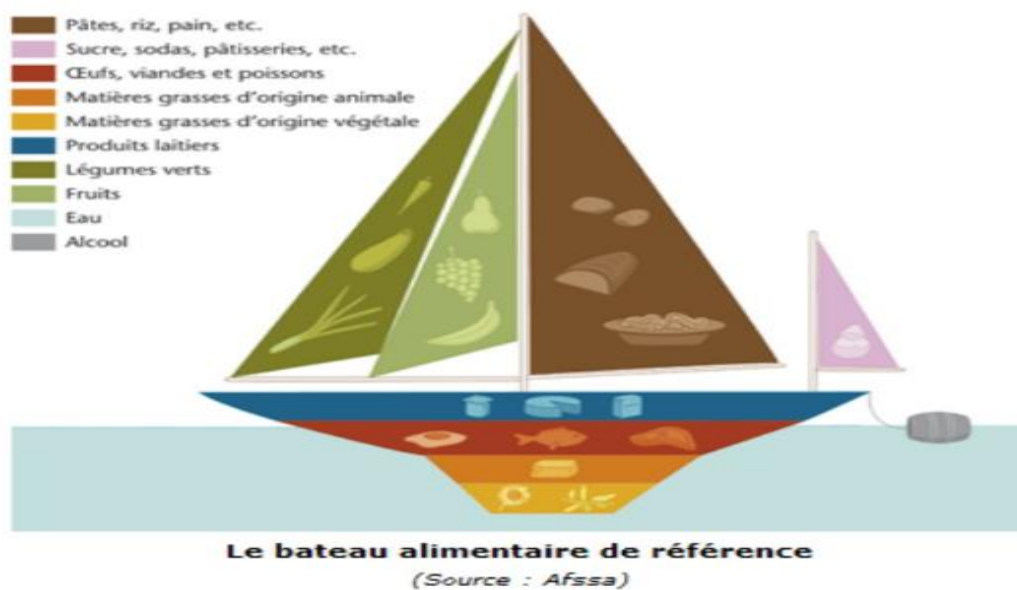 Pâtes, riz, pain, etc.
Sucre, sodas, pâtisseries, etc.
Œufs, viandes et poissons
Matières grasses d'origine animale
Matières grasses d'origine végétale
Produits laitiers
Légumes verts
Fruits
Eau
Alcool
Le bateau alimentaire de référence
(Source : Afssa)